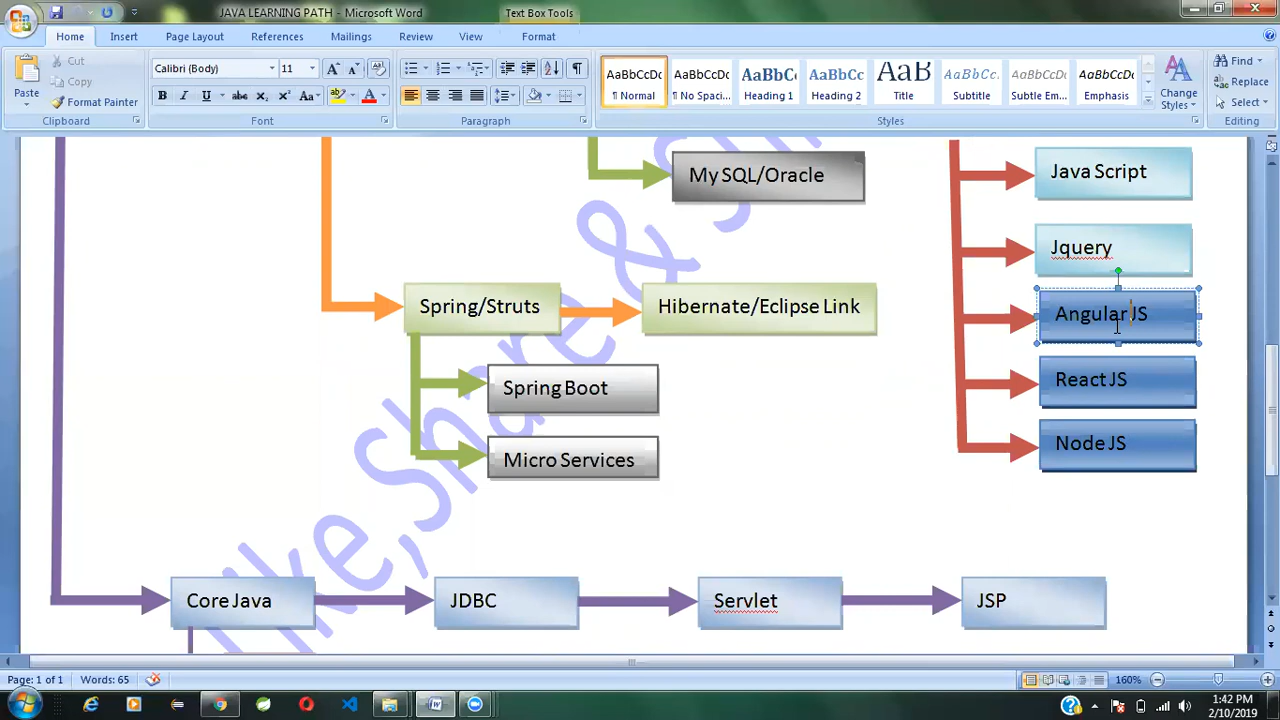 JAVA LEARNING PATH - Microsoft Word
Text Box Tools
Home
Insert
Page Layout
References
Mailings
Review
View
Format
Paste
Cut
Copy
Format Painter
Clipboard
Calibri (Body)
11
Font
Paragraph
AaBbCcDc
¶ Normal
AaBbCcDc
¶ No Spaci...
AaBbC
Heading 1
AaBbCc
Heading 2
AaB
Title
AaBbCc.
Subtitle
AaBbCcDc
Subtle Em...
AaBbCcDc
Emphasis
Change
Styles
Styles
Find
Replace
Select
Editing
My SQL/Oracle
Java Script
Jquery
Spring/Struts
Hibernate/Eclipse Link
Angular JS
Spring Boot
React JS
Micro Services
Node JS
Like,Share &
Core Java
JDBC
Servlet
JSP
Page: 1 of 1
Words: 65
160%
1:42 PM
2/10/2019